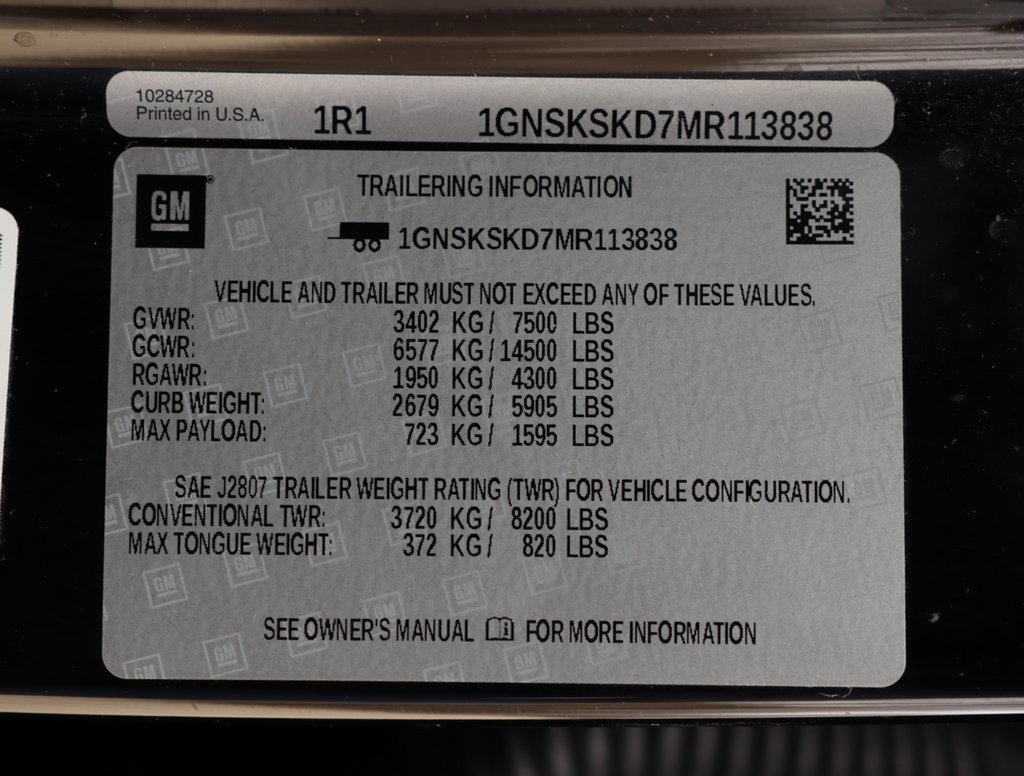 10284728
Printed in U.S.A.
1R1 1GNSKSKD7MR113838
GM TRAILERING INFORMATION
1GNSKSKD7MR113838
VEHICLE AND TRAILER MUST NOT EXCEED ANY OF THESE VALUES.
GVWR: 3402 KG/ 7500 LBS
GCWR: 6577 KG/14500 LBS
RGAWR: 1950 KG/ 4300 LBS
CURB WEIGHT: 2679 KG/ 5905 LBS
MAX PAYLOAD: 723 KG/ 1595 LBS
SAE J2807 TRAILER WEIGHT RATING (TWR) FOR VEHICLE CONFIGURATION.
CONVENTIONAL TWR: 3720 KG/ 8200 LBS
MAX TONGUE WEIGHT: 372 KG/ 820 LBS
SEE OWNER'S MANUAL FOR MORE INFORMATION